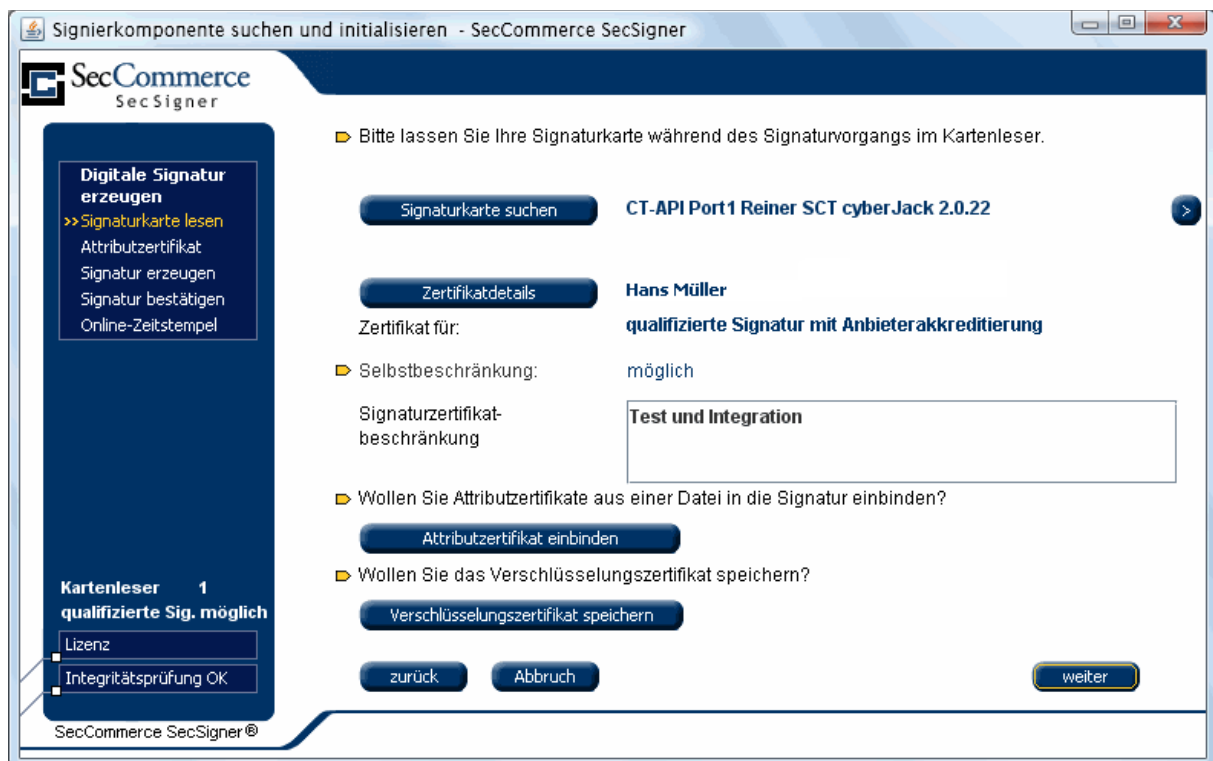 Signierkomponente suchen und initialisieren - SecCommerce SecSigner
SecCommerce
SecSigner
Digitale Signatur
erzeugen
>>Signaturkarte lesen
Attributzertifikat
Signatur erzeugen
Signatur bestätigen
Online-Zeitstempel
Kartenleser 1
qualifizierte Sig. möglich
Lizenz
Integritätsprüfung OK
SecCommerce SecSigner®
Bitte lassen Sie Ihre Signaturkarte während des Signaturvorgangs im Kartenleser.
Signaturkarte suchen CT-API Port1 Reiner SCT cyberJack 2.0.22 >
Zertifikatdetails Hans Müller
Zertifikat für: qualifizierte Signatur mit Anbieterakkreditierung
Selbstbeschränkung: möglich
Signaturzertifikat-
beschränkung
Test und Integration
Wollen Sie Attributzertifikate aus einer Datei in die Signatur einbinden?
Attributzertifikat einbinden
Wollen Sie das Verschlüsselungszertifikat speichern?
Verschlüsselungszertifikat speichern
zurück Abbruch weiter